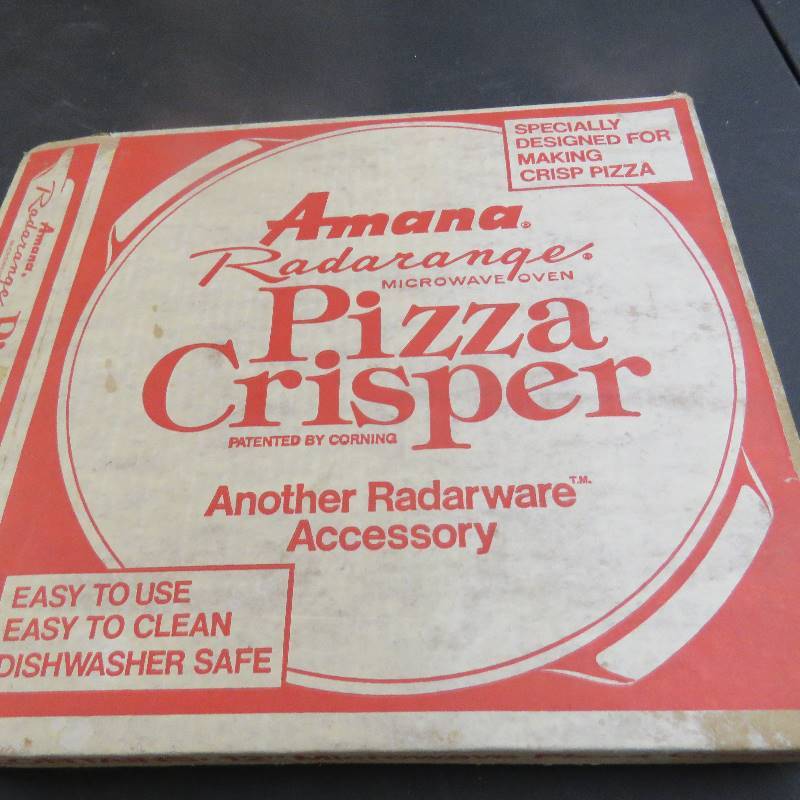 SPECIALLY
DESIGNED FOR
MAKING
CRISP PIZZA
Amana®
Radarange®
MICROWAVE OVEN
Pizza
Crisper
PATENTED BY CORNING
Another Radarware T.M.
Accessory
EASY TO USE
EASY TO CLEAN
DISHWASHER SAFE
Amana®
Radarange